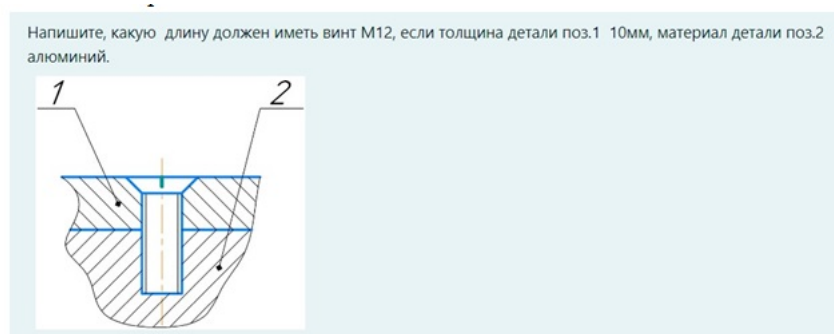 Напишите, какую длину должен иметь винт М12, если толщина детали поз.1 10мм, материал детали поз.2
алюминий.
1 2